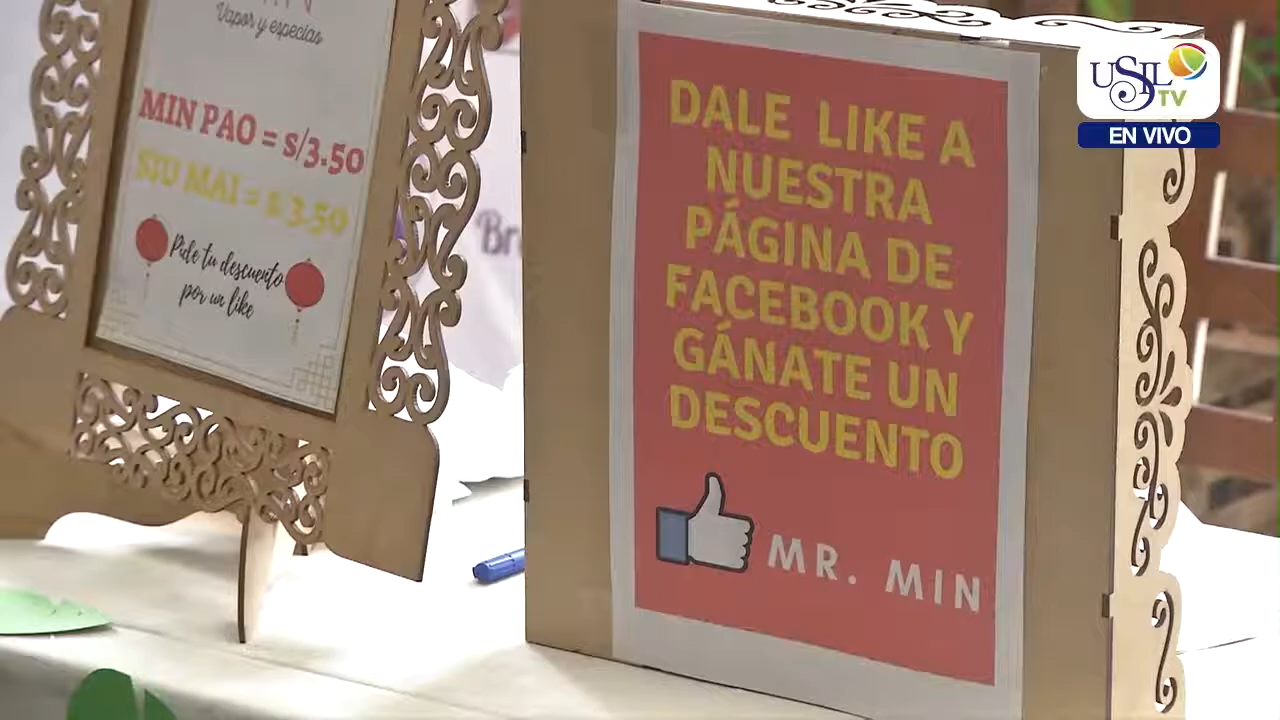 Vapor y especias
MIN PAO = S/3.50
SIU MAI = S/3.50
Pide tu descuento
por un like
DALE LIKE A
NUESTRA
PÁGINA DE
FACEBOOK Y
GÁNATE UN
DESCUENTO
MR. MIN
USIL
TV
EN VIVO